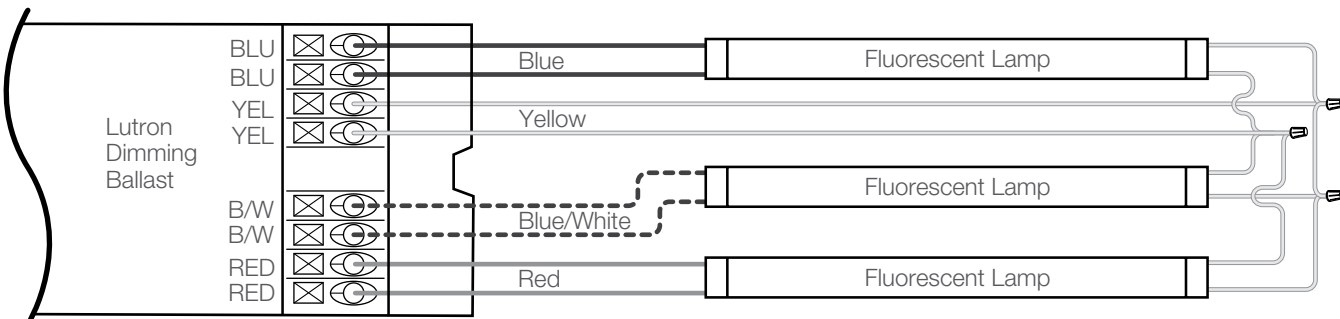 Lutron
Dimming
Ballast
BLU
BLU
YEL
YEL
B/W
B/W
RED
RED
Blue
Yellow
Blue/White
Red
Fluorescent Lamp
Fluorescent Lamp
Fluorescent Lamp